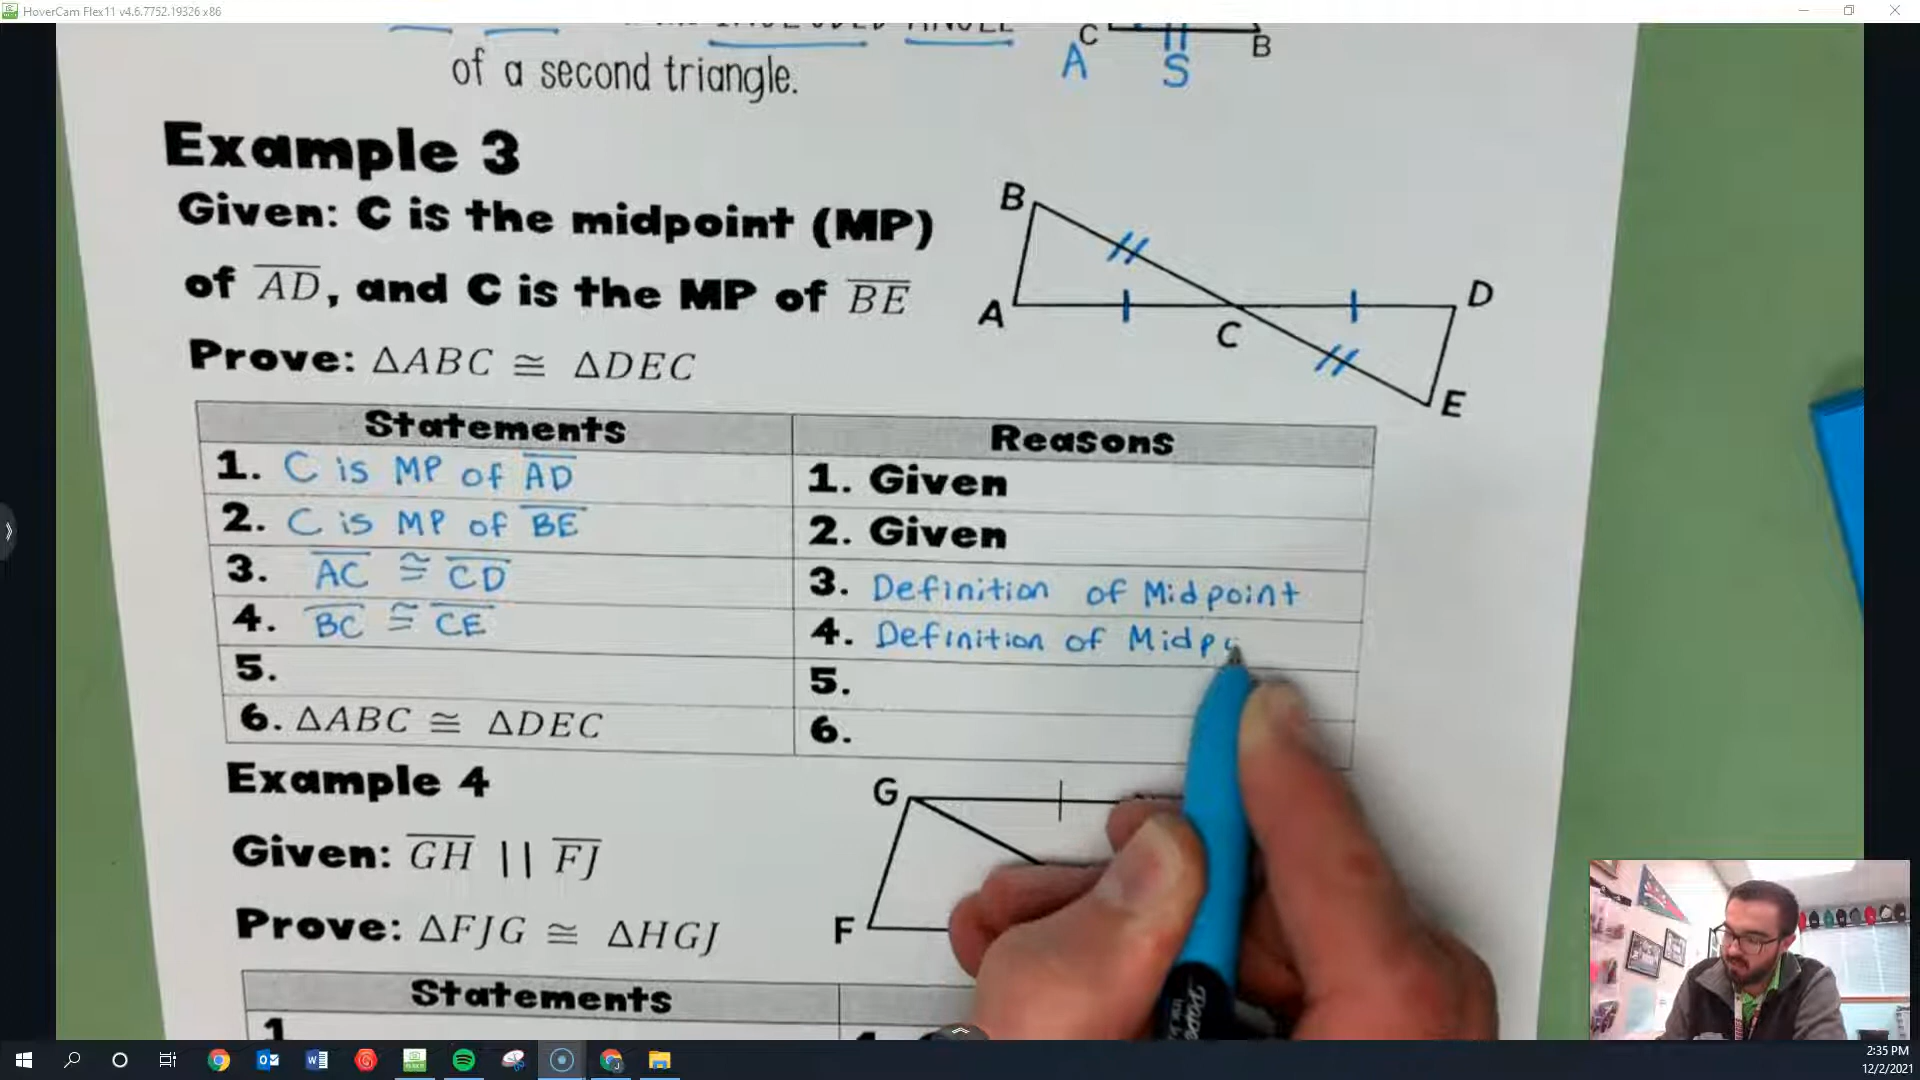 HoverCam Flex11 v4.6.7752.19326 x86
INCLUDED ANGLE
C B
of a second triangle.
A S
Example 3
Given: C is the midpoint (MP)
of AD, and C is the MP of BE
Prove: ΔABC ≅ ΔDEC
B
A C D
E
Statements Reasons
1. C is MP of AD 1. Given
2. C is MP of BE 2. Given
3. AC ≅ CD 3. Definition of Midpoint
4. BC ≅ CE 4. Definition of Midp
5. 5.
6. ΔABC ≅ ΔDEC 6.
Example 4
Given: GH || FJ
Prove: ΔFJG ≅ ΔHGJ
G
F
Statements
1
2:35 PM
12/2/2021